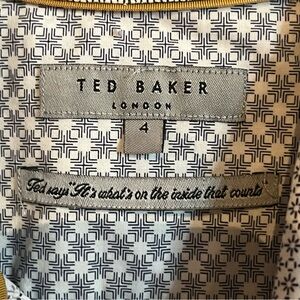 TED BAKER
LONDON
4
Ted says "It's what's on the inside that counts"